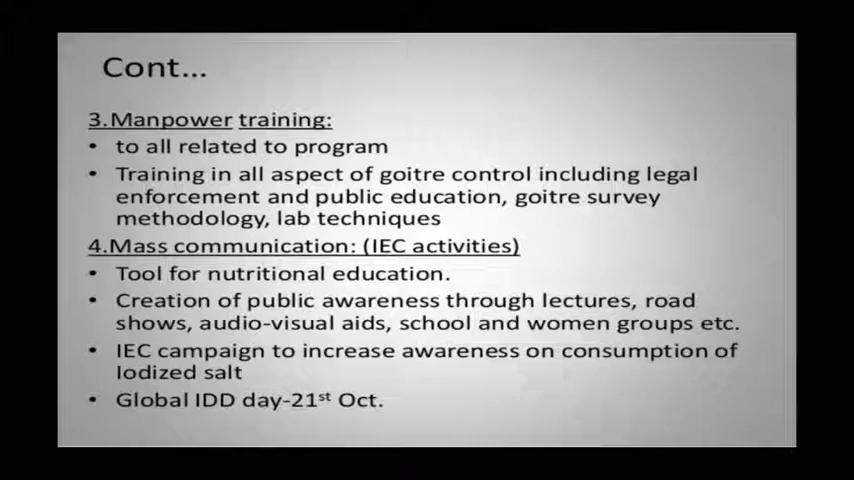 Cont...
3.Manpower training:
• to all related to program
• Training in all aspect of goitre control including legal
enforcement and public education, goitre survey
methodology, lab techniques
4.Mass communication: (IEC activities)
• Tool for nutritional education.
• Creation of public awareness through lectures, road
shows, audio-visual aids, school and women groups etc.
• IEC campaign to increase awareness on consumption of
Iodized salt
• Global IDD day-21st Oct.